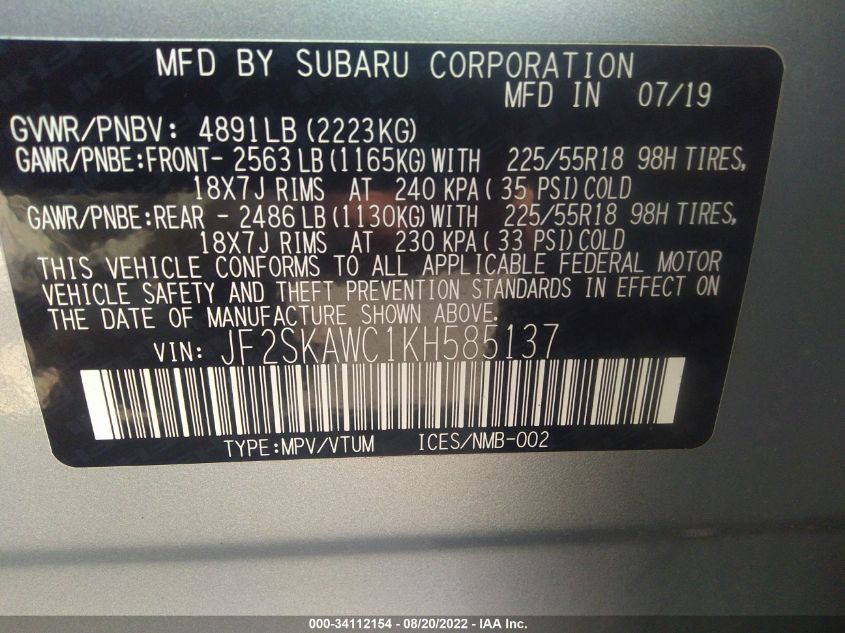 MFD BY SUBARU CORPORATION
MFD IN 07/19
GVWR/PNBV: 4891LB (2223KG)
GAWR/PNBE:FRONT- 2563 LB (1165KG) WITH 225/55R18 98H TIRES,
18X7J RIMS AT 240 KPA ( 35 PSI) COLD
GAWR/PNBE:REAR - 2486 LB (1130KG) WITH 225/55R18 98H TIRES,
18X7J RIMS AT 230 KPA ( 33 PSI) COLD
THIS VEHICLE CONFORMS TO ALL APPLICABLE FEDERAL MOTOR
VEHICLE SAFETY AND THEFT PREVENTION STANDARDS IN EFFECT ON
THE DATE OF MANUFACTURE SHOWN ABOVE.
VIN: JF2SKAWC1KH585137
TYPE:MPV/VTUM ICES/NMB-002
000-34112154 - 08/20/2022 - IAA Inc.